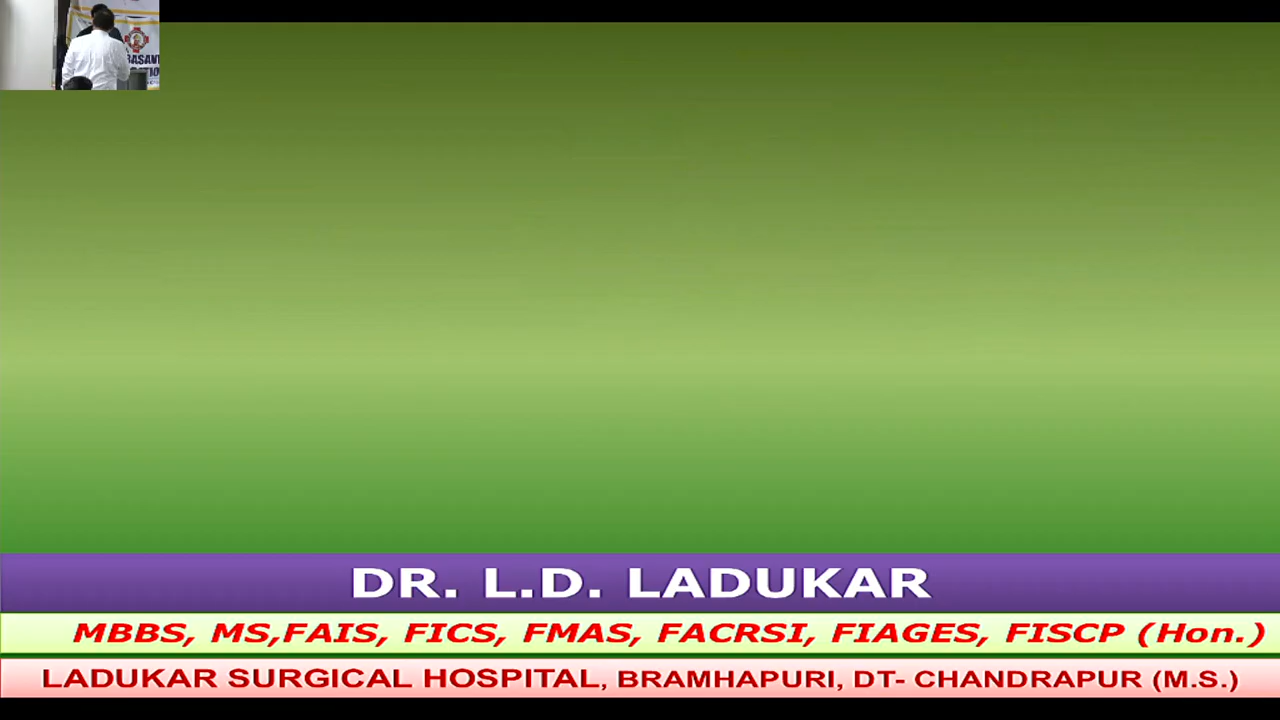 DR. L.D. LADUKAR
MBBS, MS,FAIS, FICS, FMAS, FACRSI, FIAGES, FISCP (Hon.)
LADUKAR SURGICAL HOSPITAL, BRAMHAPURI, DT- CHANDRAPUR (M.S.)